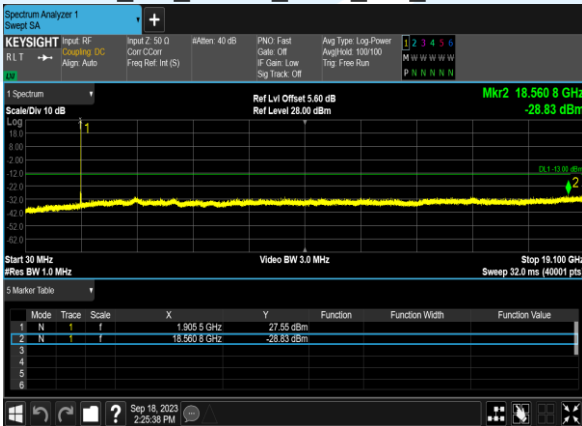 Spectrum Analyzer 1
Swept SA
+
KEYSIGHT
RLT
LU
Input: RF
Coupling: DC
Align: Auto
Input Z: 50 Ω
Corr CCorr
Freq Ref: Int (S)
#Atten: 40 dB
PNO: Fast
Gate: Off
IF Gain: Low
Sig Track: Off
Avg Type: Log-Power
Avg|Hold: 100/100
Trig: Free Run
1 2 3 4 5 6
M W W W W W
P N N N N N
1 Spectrum
Scale/Div 10 dB
Ref Lvl Offset 5.60 dB
Ref Level 28.00 dBm
Mkr2 18.560 8 GHz
-28.83 dBm
Log
1
18.0
8.00
-2.00
DL1 -13.00 dBm
-12.0
-22.0
2
-32.0
-42.0
-52.0
-62.0
Start 30 MHz
#Res BW 1.0 MHz
Video BW 3.0 MHz
Stop 19.100 GHz
Sweep 32.0 ms (40001 pts
5 Marker Table
Mode Trace Scale X Y Function Function Width Function Value
1 N 1 f 1.905 5 GHz 27.55 dBm
2 N 1 f 18.560 8 GHz -28.83 dBm
3
4
5
6
?
Sep 18, 2023
2:25:38 PM